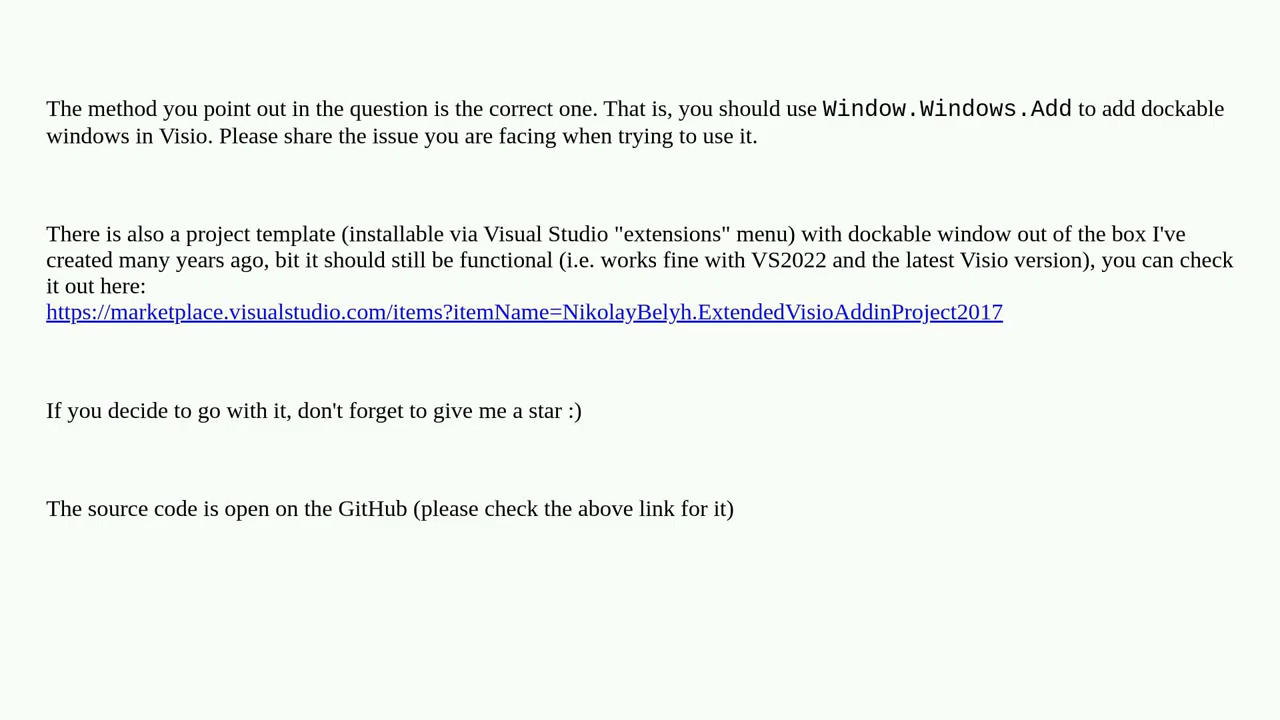 The method you point out in the question is the correct one. That is, you should use Window.Windows.Add to add dockable
windows in Visio. Please share the issue you are facing when trying to use it.
There is also a project template (installable via Visual Studio "extensions" menu) with dockable window out of the box I've
created many years ago, bit it should still be functional (i.e. works fine with VS2022 and the latest Visio version), you can check
it out here:
https://marketplace.visualstudio.com/items?itemName=NikolayBelyh.ExtendedVisioAddinProject2017
If you decide to go with it, don't forget to give me a star :)
The source code is open on the GitHub (please check the above link for it)